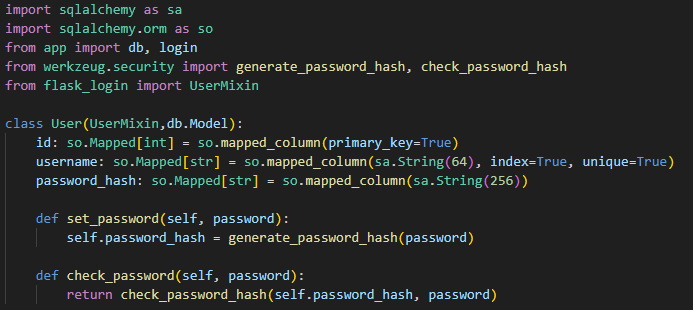 import sqlalchemy as sa
import sqlalchemy.orm as so
from app import db, login
from werkzeug.security import generate_password_hash, check_password_hash
from flask_login import UserMixin

class User(UserMixin,db.Model):
    id: so.Mapped[int] = so.mapped_column(primary_key=True)
    username: so.Mapped[str] = so.mapped_column(sa.String(64), index=True, unique=True)
    password_hash: so.Mapped[str] = so.mapped_column(sa.String(256))

    def set_password(self, password):
        self.password_hash = generate_password_hash(password)

    def check_password(self, password):
        return check_password_hash(self.password_hash, password)